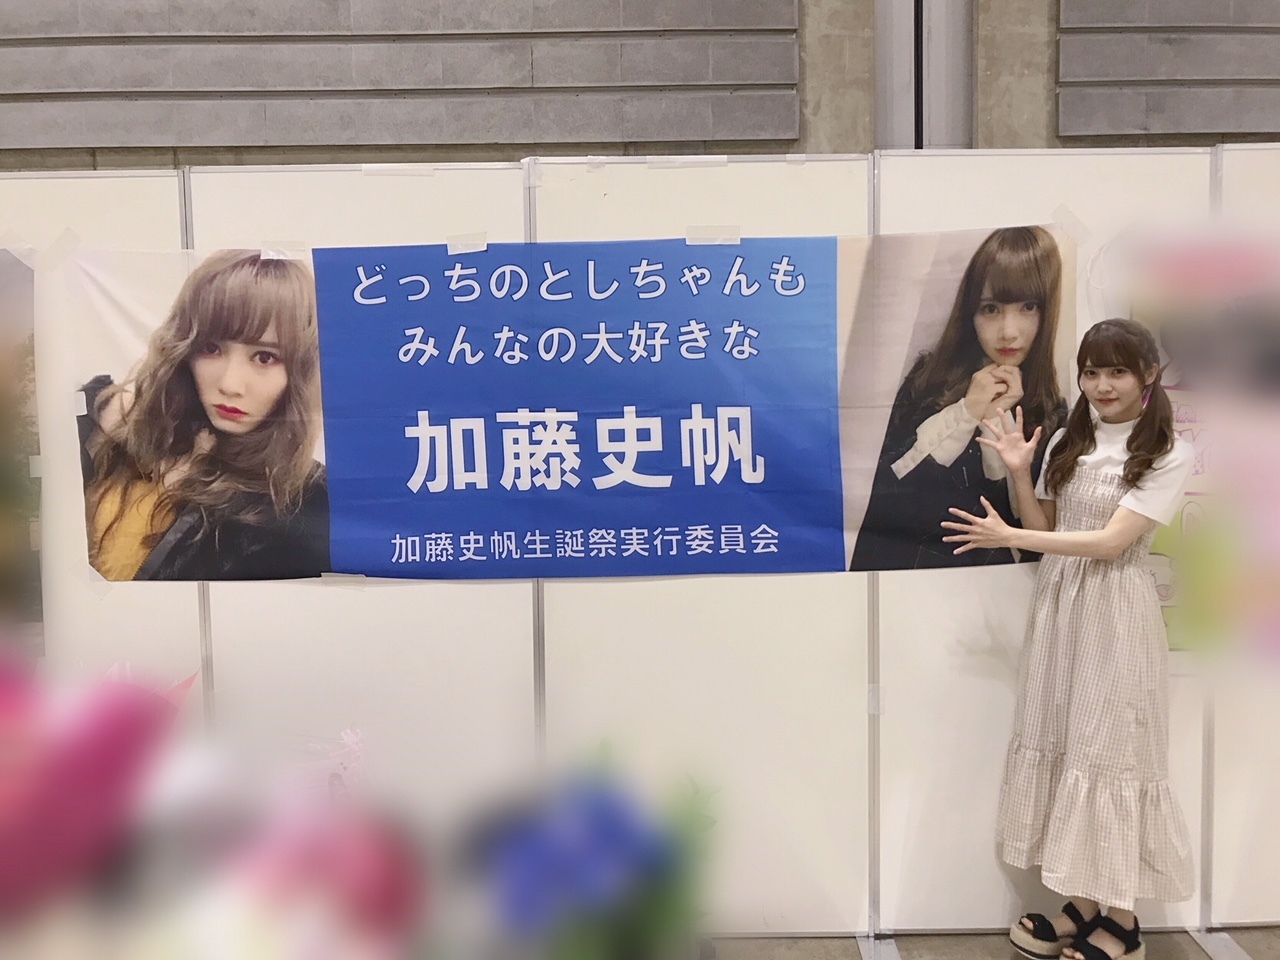 どっちのとしちゃんも
みんなの大好きな
加藤史帆
加藤史帆生誕祭実行委員会